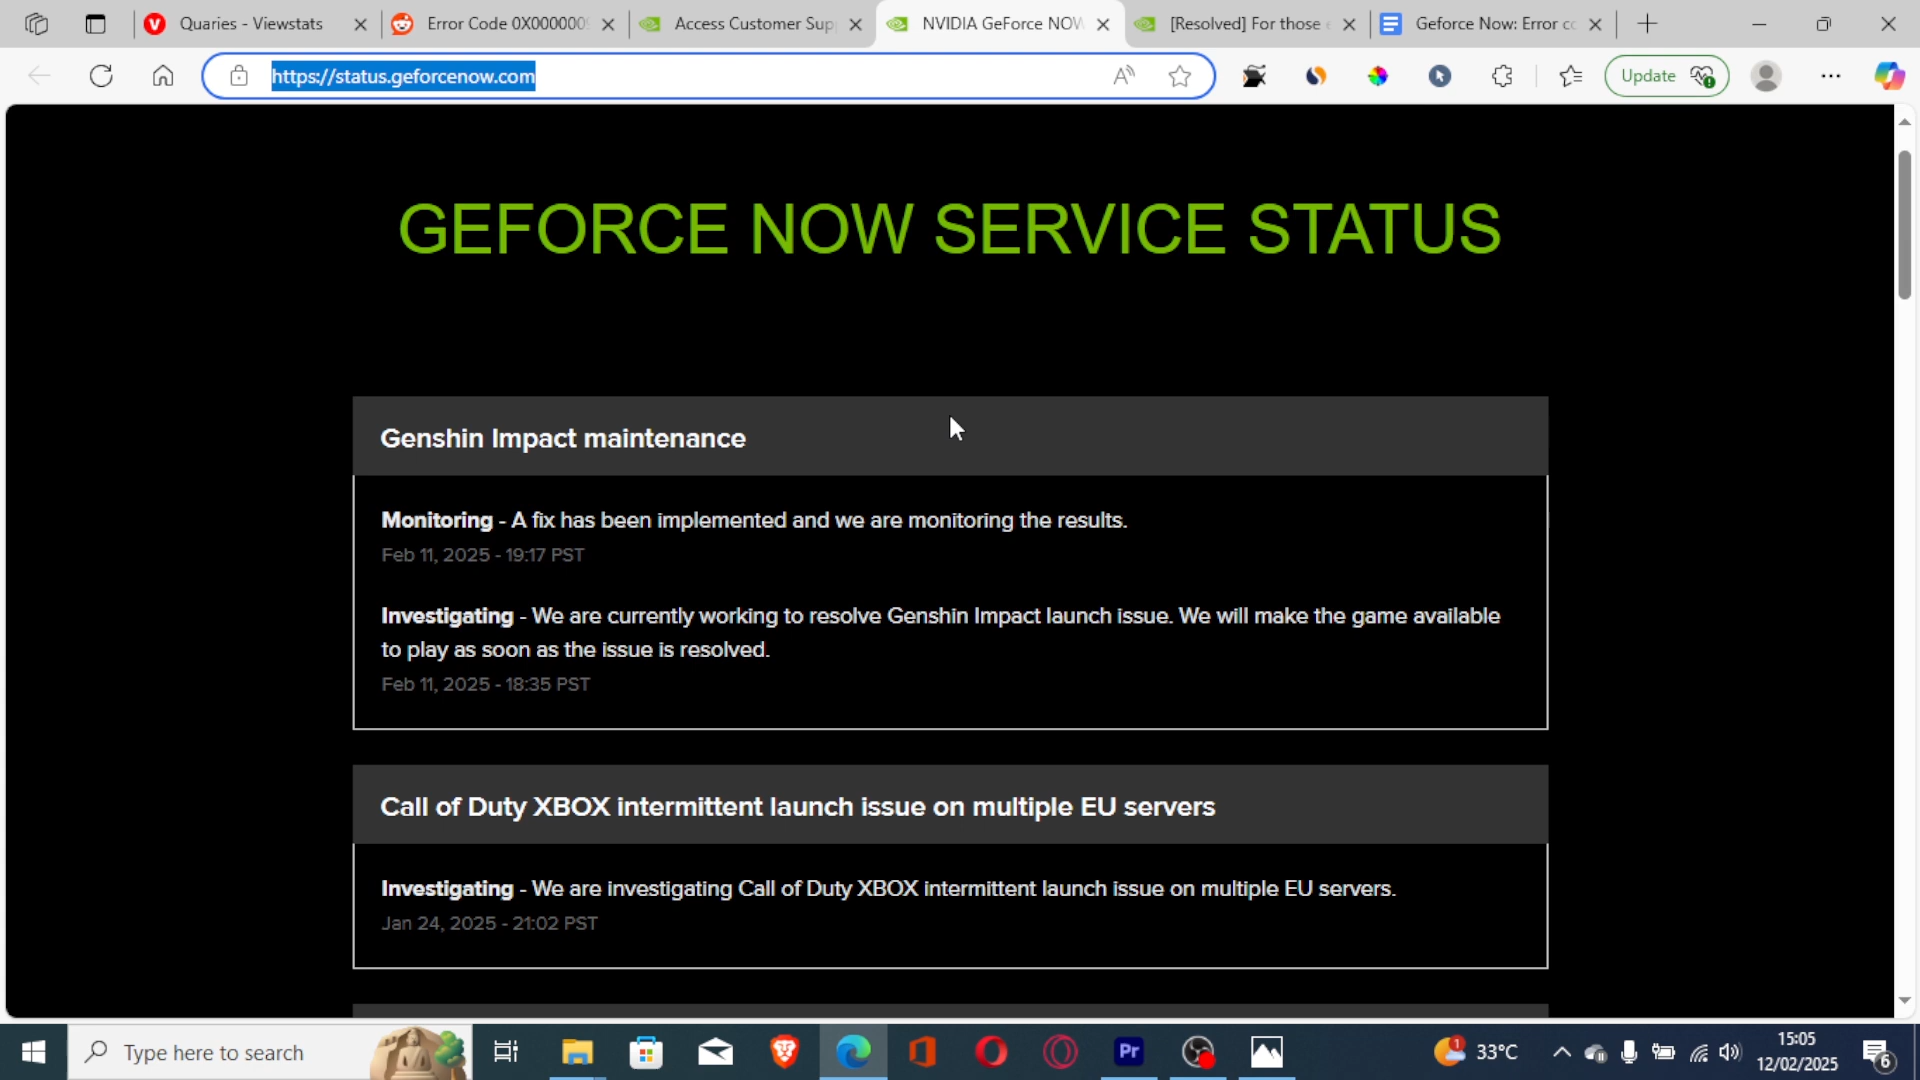 Quaries - Viewstats
Error Code 0X0000009
Access Customer Sup
NVIDIA GeForce NOW
[Resolved] For those e
Geforce Now: Error co
https://status.geforcenow.com
Update
GEFORCE NOW SERVICE STATUS
Genshin Impact maintenance
Monitoring - A fix has been implemented and we are monitoring the results.
Feb 11, 2025 - 19:17 PST
Investigating - We are currently working to resolve Genshin Impact launch issue. We will make the game available
to play as soon as the issue is resolved.
Feb 11, 2025 - 18:35 PST
Call of Duty XBOX intermittent launch issue on multiple EU servers
Investigating - We are investigating Call of Duty XBOX intermittent launch issue on multiple EU servers.
Jan 24, 2025 - 21:02 PST
Type here to search
Pr
1
33°C
15:05
12/02/2025
6